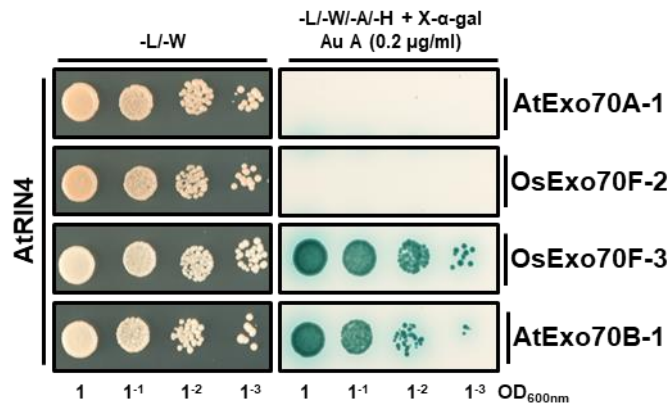 -L/-W
-L/-W/-A/-H + X-α-gal
Au A (0.2 µg/ml)
AtRIN4
AtExo70A-1
OsExo70F-2
OsExo70F-3
AtExo70B-1
1 1⁻¹ 1⁻² 1⁻³ 1 1⁻¹ 1⁻² 1⁻³ OD₆₀₀ₙₘ